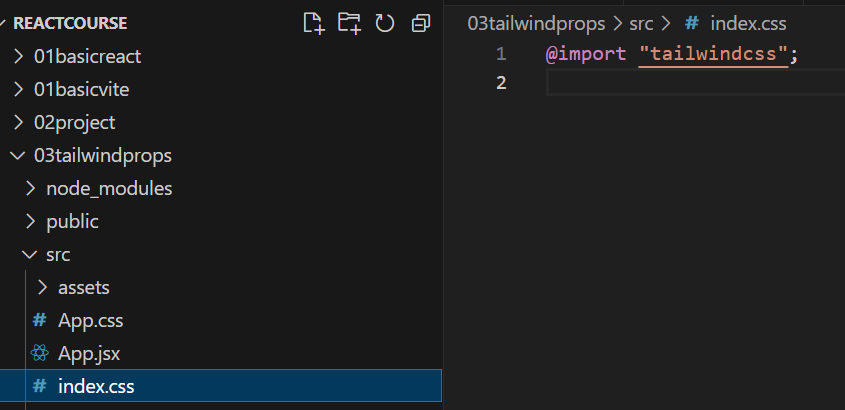 REACTCOURSE
01basicreact
01basicvite
02project
03tailwindprops
node_modules
public
src
assets
# App.css
App.jsx
# index.css
03tailwindprops > src > # index.css
1 @import "tailwindcss";
2